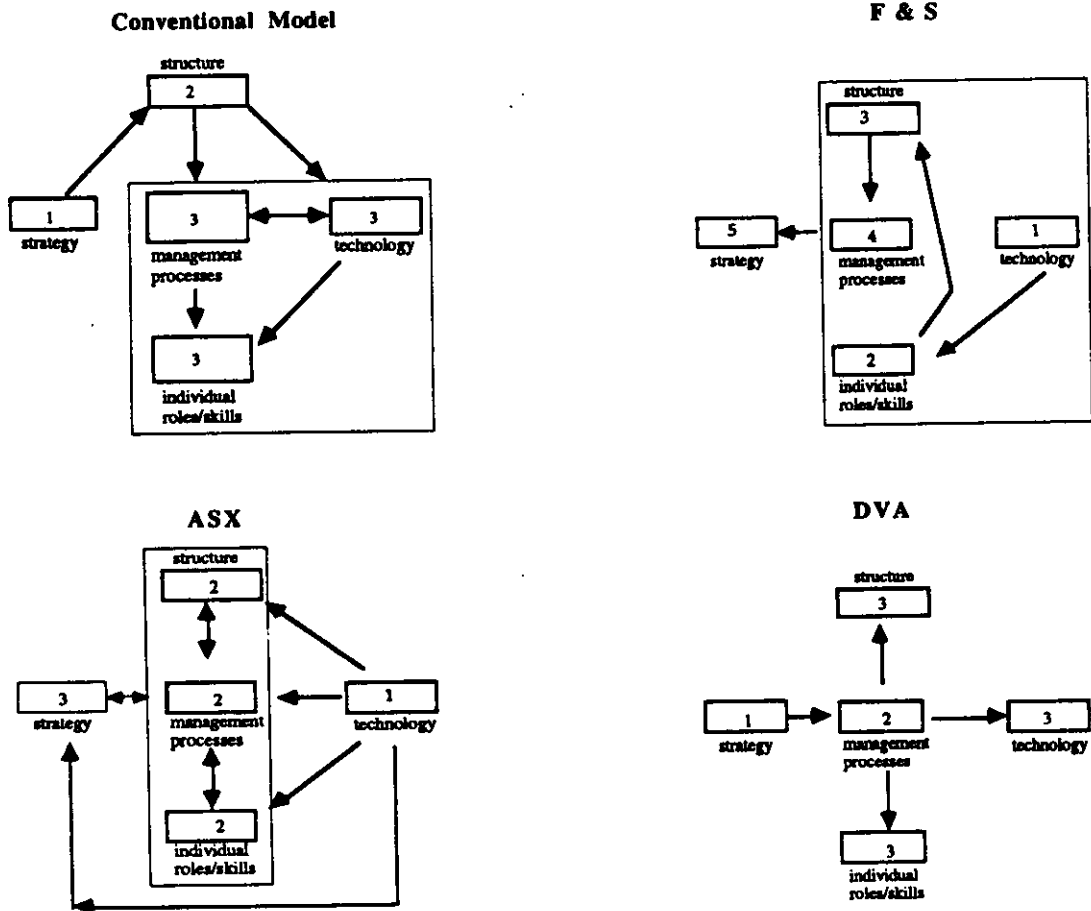 Conventional Model
structure
2
1
strategy
3
management
processes
3
technology
3
individual
roles/skills
F & S
structure
3
5
strategy
4
management
processes
1
technology
2
individual
roles/skills
ASX
structure
2
3
strategy
2
management
processes
1
technology
2
individual
roles/skills
DVA
structure
3
1
strategy
2
management
processes
3
technology
3
individual
roles/skills